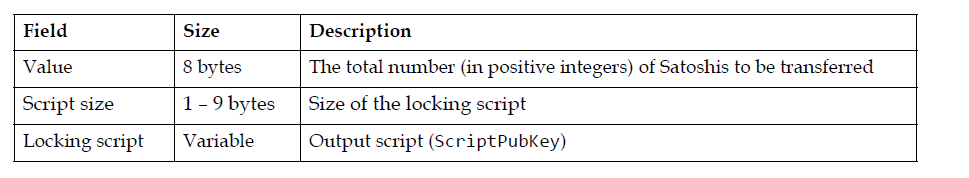 Field Size Description
Value 8 bytes The total number (in positive integers) of Satoshis to be transferred
Script size 1 – 9 bytes Size of the locking script
Locking script Variable Output script (ScriptPubKey)